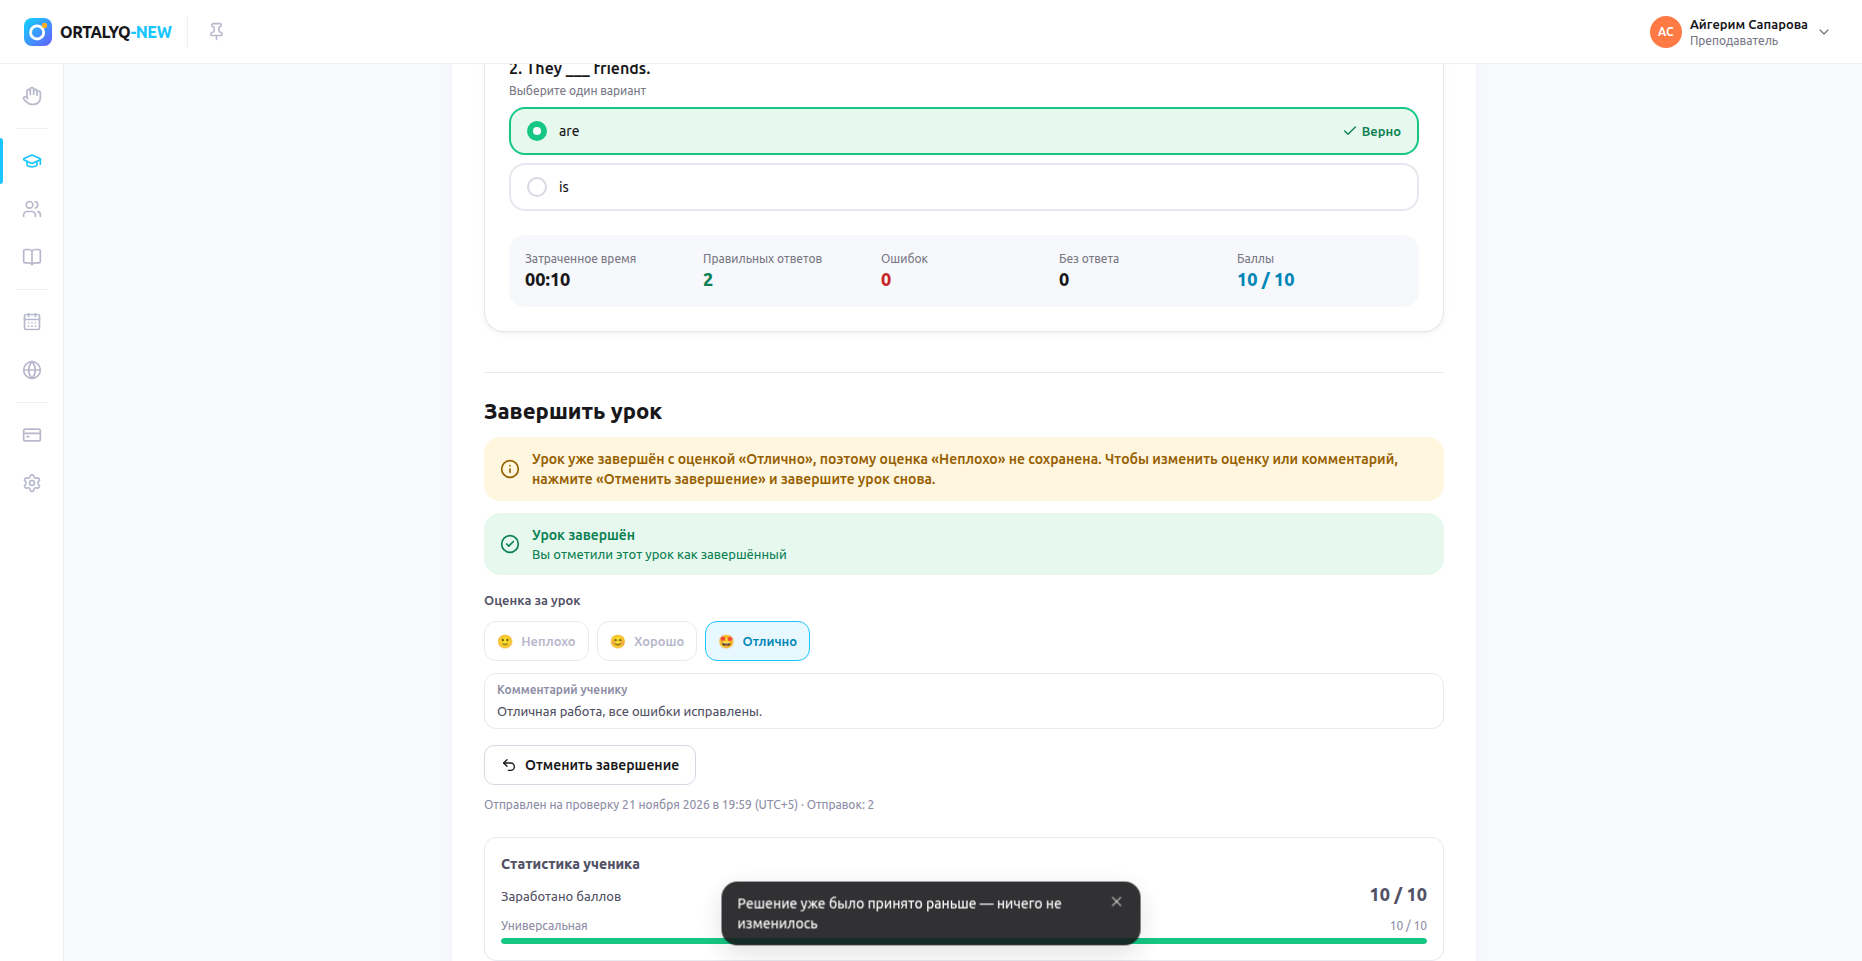 ORTALYQ-NEW
АС
Айгерим Сапарова
Преподаватель
2. They ___ friends.
Выберите один вариант
are
Верно
is
Затраченное время
00:10
Правильных ответов
2
Ошибок
0
Без ответа
0
Баллы
10 / 10
Завершить урок
Урок уже завершён с оценкой «Отлично», поэтому оценка «Неплохо» не сохранена. Чтобы изменить оценку или комментарий,
нажмите «Отменить завершение» и завершите урок снова.
Урок завершён
Вы отметили этот урок как завершённый
Оценка за урок
Неплохо
Хорошо
Отлично
Комментарий ученику
Отличная работа, все ошибки исправлены.
Отменить завершение
Отправлен на проверку 21 ноября 2026 в 19:59 (UTC+5) · Отправок: 2
Статистика ученика
Заработано баллов
10 / 10
Универсальная
10 / 10
Решение уже было принято раньше — ничего не
изменилось